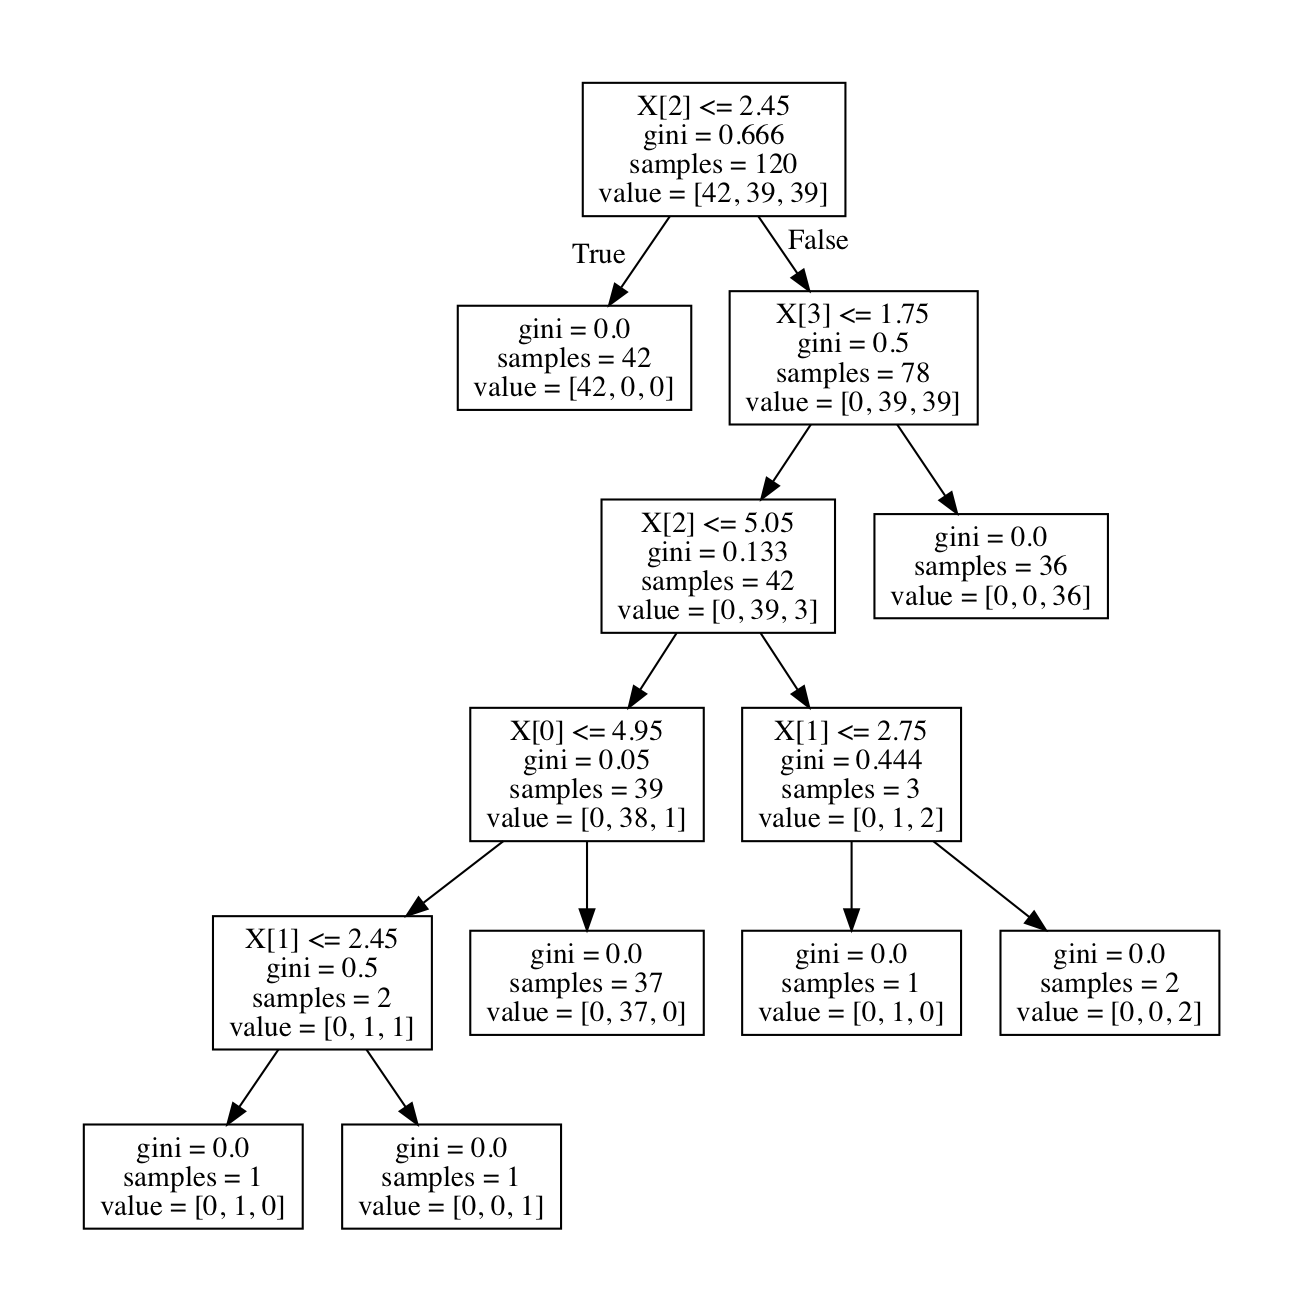 X[2] <= 2.45
gini = 0.666
samples = 120
value = [42, 39, 39]
True
False
gini = 0.0
samples = 42
value = [42, 0, 0]
X[3] <= 1.75
gini = 0.5
samples = 78
value = [0, 39, 39]
X[2] <= 5.05
gini = 0.133
samples = 42
value = [0, 39, 3]
gini = 0.0
samples = 36
value = [0, 0, 36]
X[0] <= 4.95
gini = 0.05
samples = 39
value = [0, 38, 1]
X[1] <= 2.75
gini = 0.444
samples = 3
value = [0, 1, 2]
X[1] <= 2.45
gini = 0.5
samples = 2
value = [0, 1, 1]
gini = 0.0
samples = 37
value = [0, 37, 0]
gini = 0.0
samples = 1
value = [0, 1, 0]
gini = 0.0
samples = 2
value = [0, 0, 2]
gini = 0.0
samples = 1
value = [0, 1, 0]
gini = 0.0
samples = 1
value = [0, 0, 1]